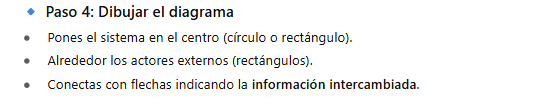 Paso 4: Dibujar el diagrama
Pones el sistema en el centro (círculo o rectángulo).
Alrededor los actores externos (rectángulos).
Conectas con flechas indicando la información intercambiada.